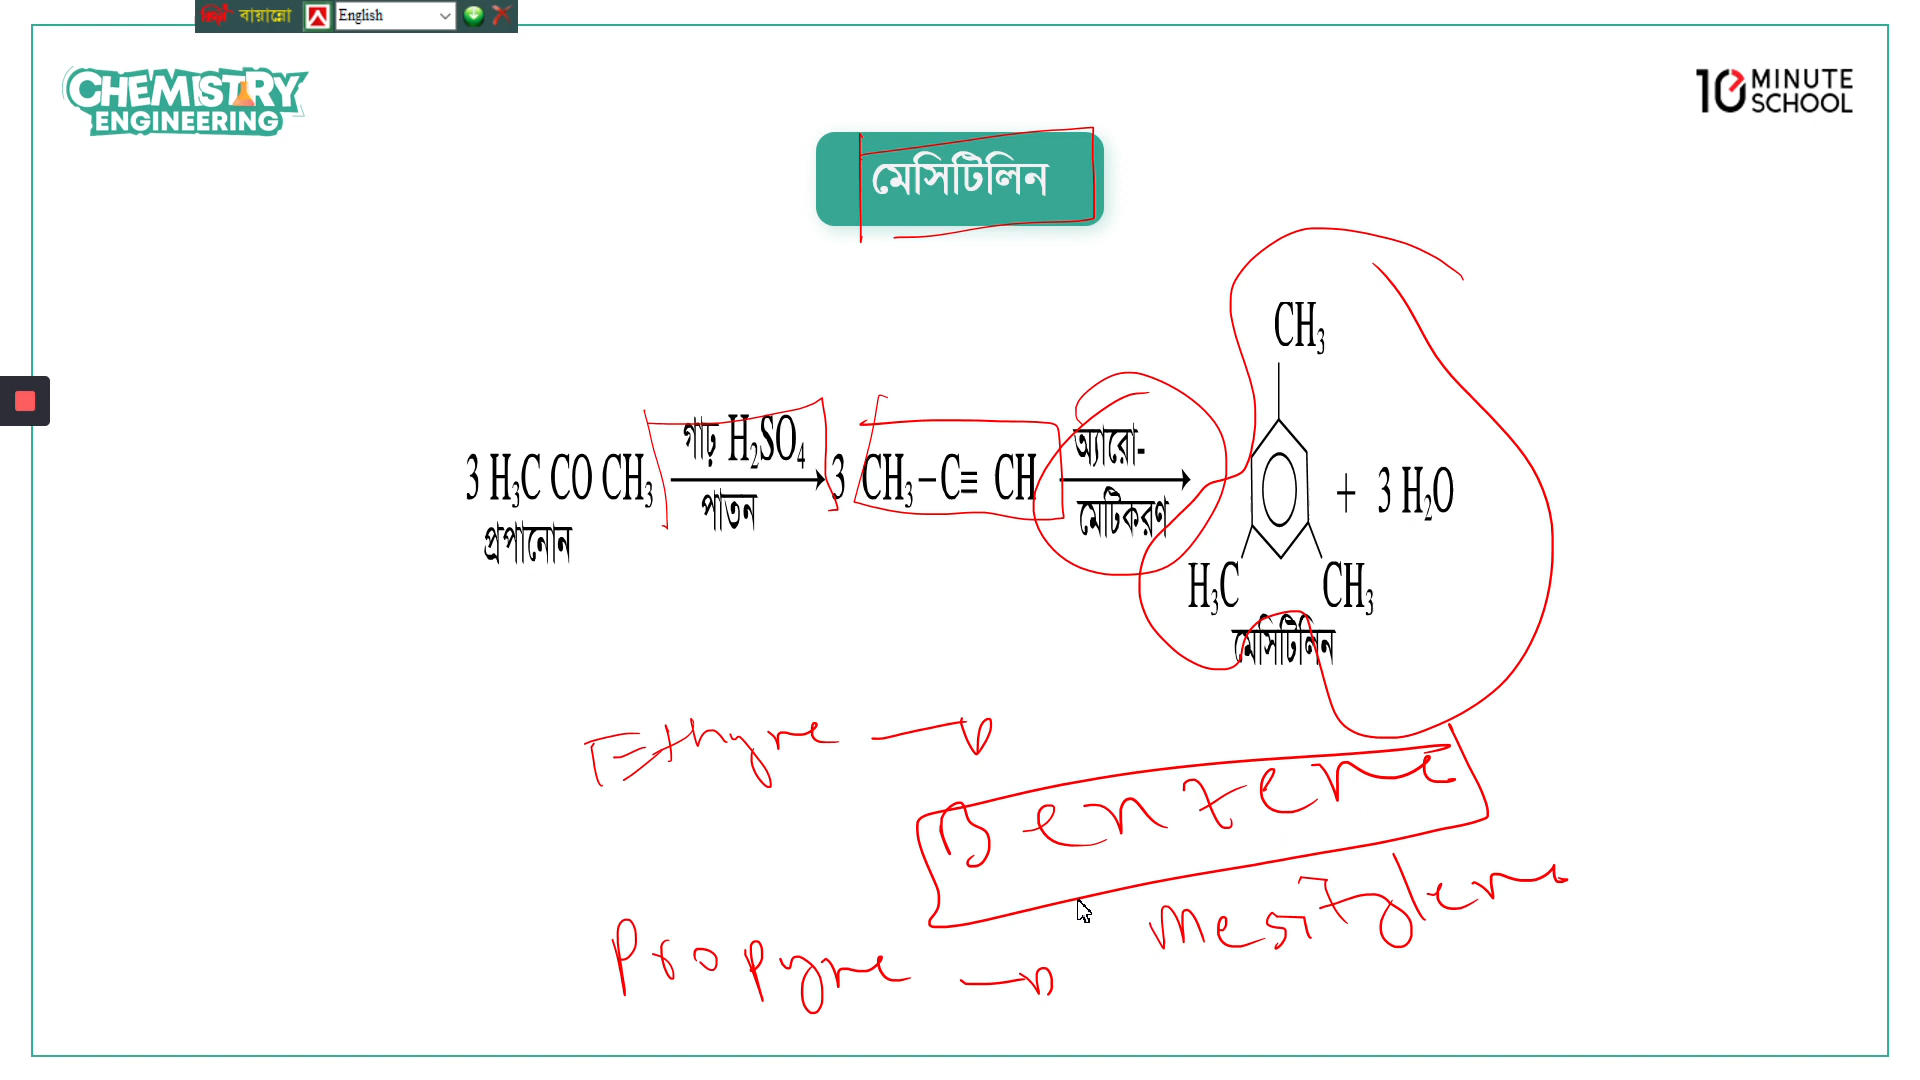 বিজয় বায়ান্নো English
CHEMISTRY
ENGINEERING
10 MINUTE
SCHOOL
মেসিটিলিন
3 H₃C CO CH₃ গাঢ় H₂SO₄ 3 CH₃–C≡ CH অ্যারো- CH₃
প্রপানোন পাতন মেটিকরণ + 3 H₂O
H₃C CH₃
মেসিটিলিন
Ethyne →
Benzene
Propyne → Mesitylene